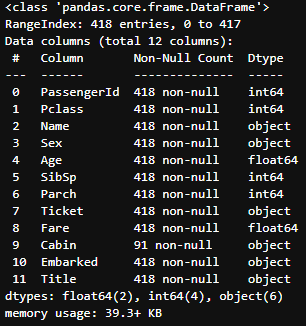 <class 'pandas.core.frame.DataFrame'>
RangeIndex: 418 entries, 0 to 417
Data columns (total 12 columns):
 #   Column       Non-Null Count  Dtype
---  ------       --------------  -----
 0   PassengerId  418 non-null    int64
 1   Pclass       418 non-null    int64
 2   Name         418 non-null    object
 3   Sex          418 non-null    object
 4   Age          418 non-null    float64
 5   SibSp        418 non-null    int64
 6   Parch        418 non-null    int64
 7   Ticket       418 non-null    object
 8   Fare         418 non-null    float64
 9   Cabin        91 non-null     object
 10  Embarked     418 non-null    object
 11  Title        418 non-null    object
dtypes: float64(2), int64(4), object(6)
memory usage: 39.3+ KB